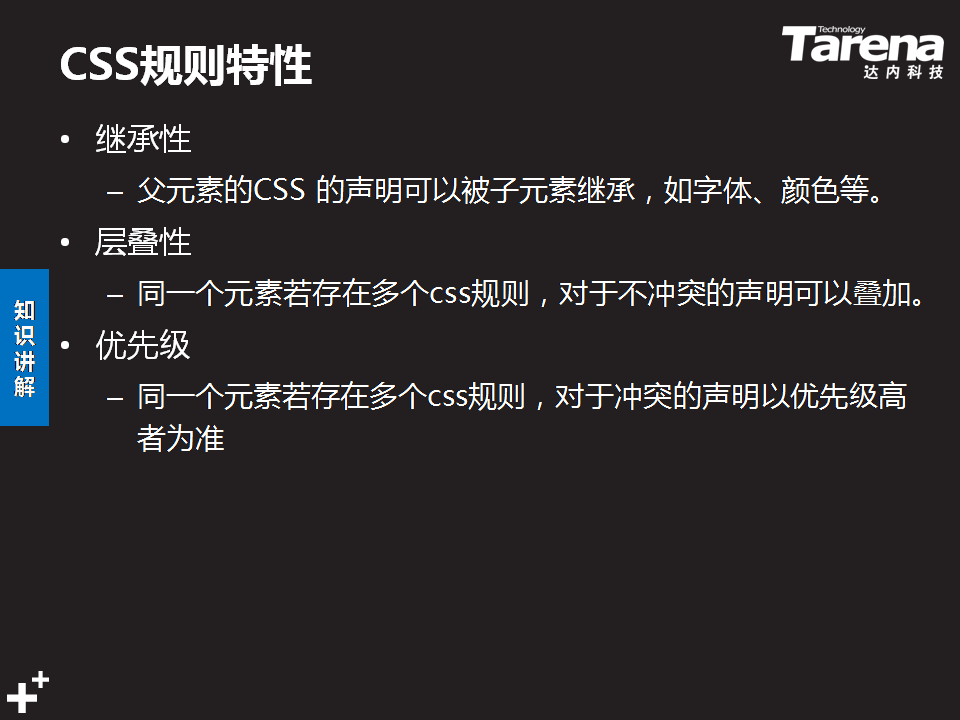 CSS规则特性
Technology
Tarena
达内科技
• 继承性
– 父元素的CSS 的声明可以被子元素继承，如字体、颜色等。
• 层叠性
– 同一个元素若存在多个css规则，对于不冲突的声明可以叠加。
• 优先级
– 同一个元素若存在多个css规则，对于冲突的声明以优先级高
者为准
知
识
讲
解